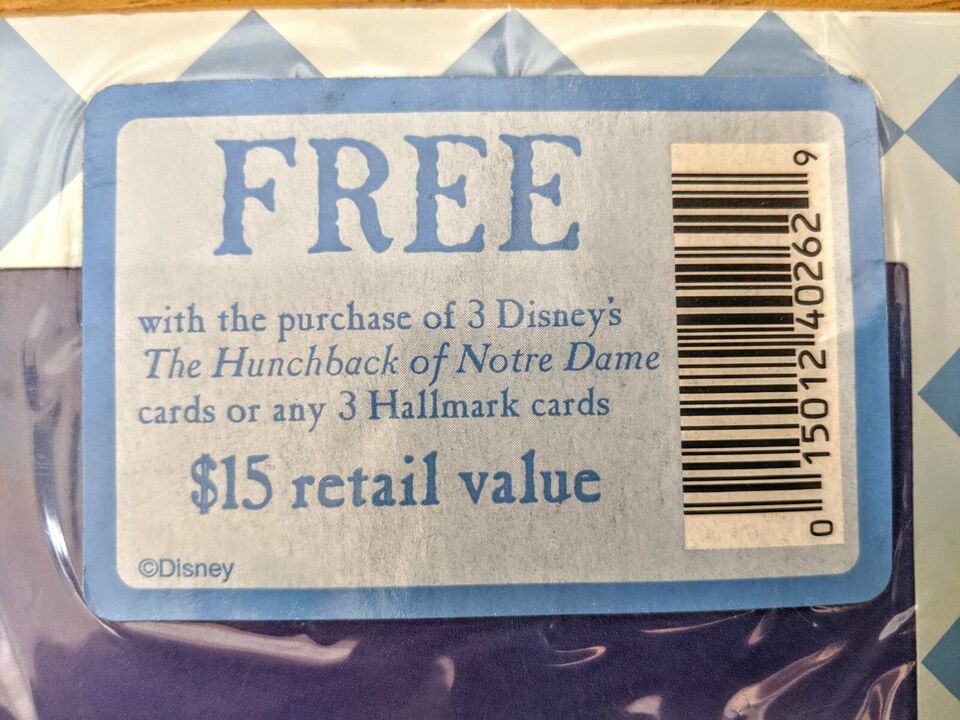 FREE
with the purchase of 3 Disney's
The Hunchback of Notre Dame
cards or any 3 Hallmark cards
$15 retail value
©Disney
0 15012 40262 9